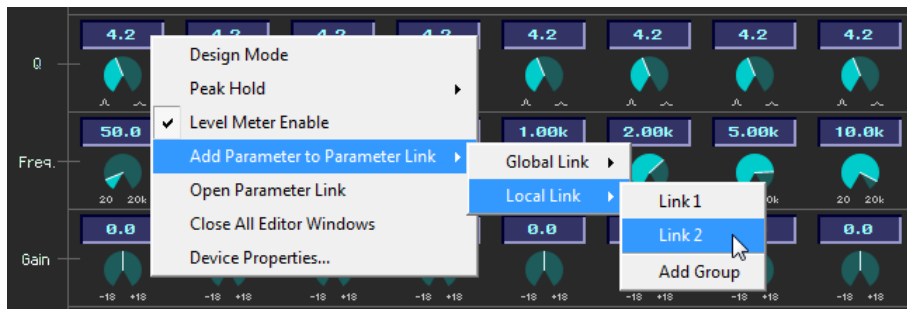 4.2 4.2 4.2 4.2 4.2 4.2 4.2 4.2
Q
Design Mode
Peak Hold
50.0 Level Meter Enable 1.00k 2.00k 5.00k 10.0k
Freq. Add Parameter to Parameter Link Global Link
20 20k Open Parameter Link Local Link Link 1 0k 20 20k
0.0 Close All Editor Windows 0.0 Link 2 0.0
Gain Device Properties... Add Group
-18 +18 -18 +18 -18 +18 -18 +18 -18 +18 -18 +18 -18 +18 -18 +18